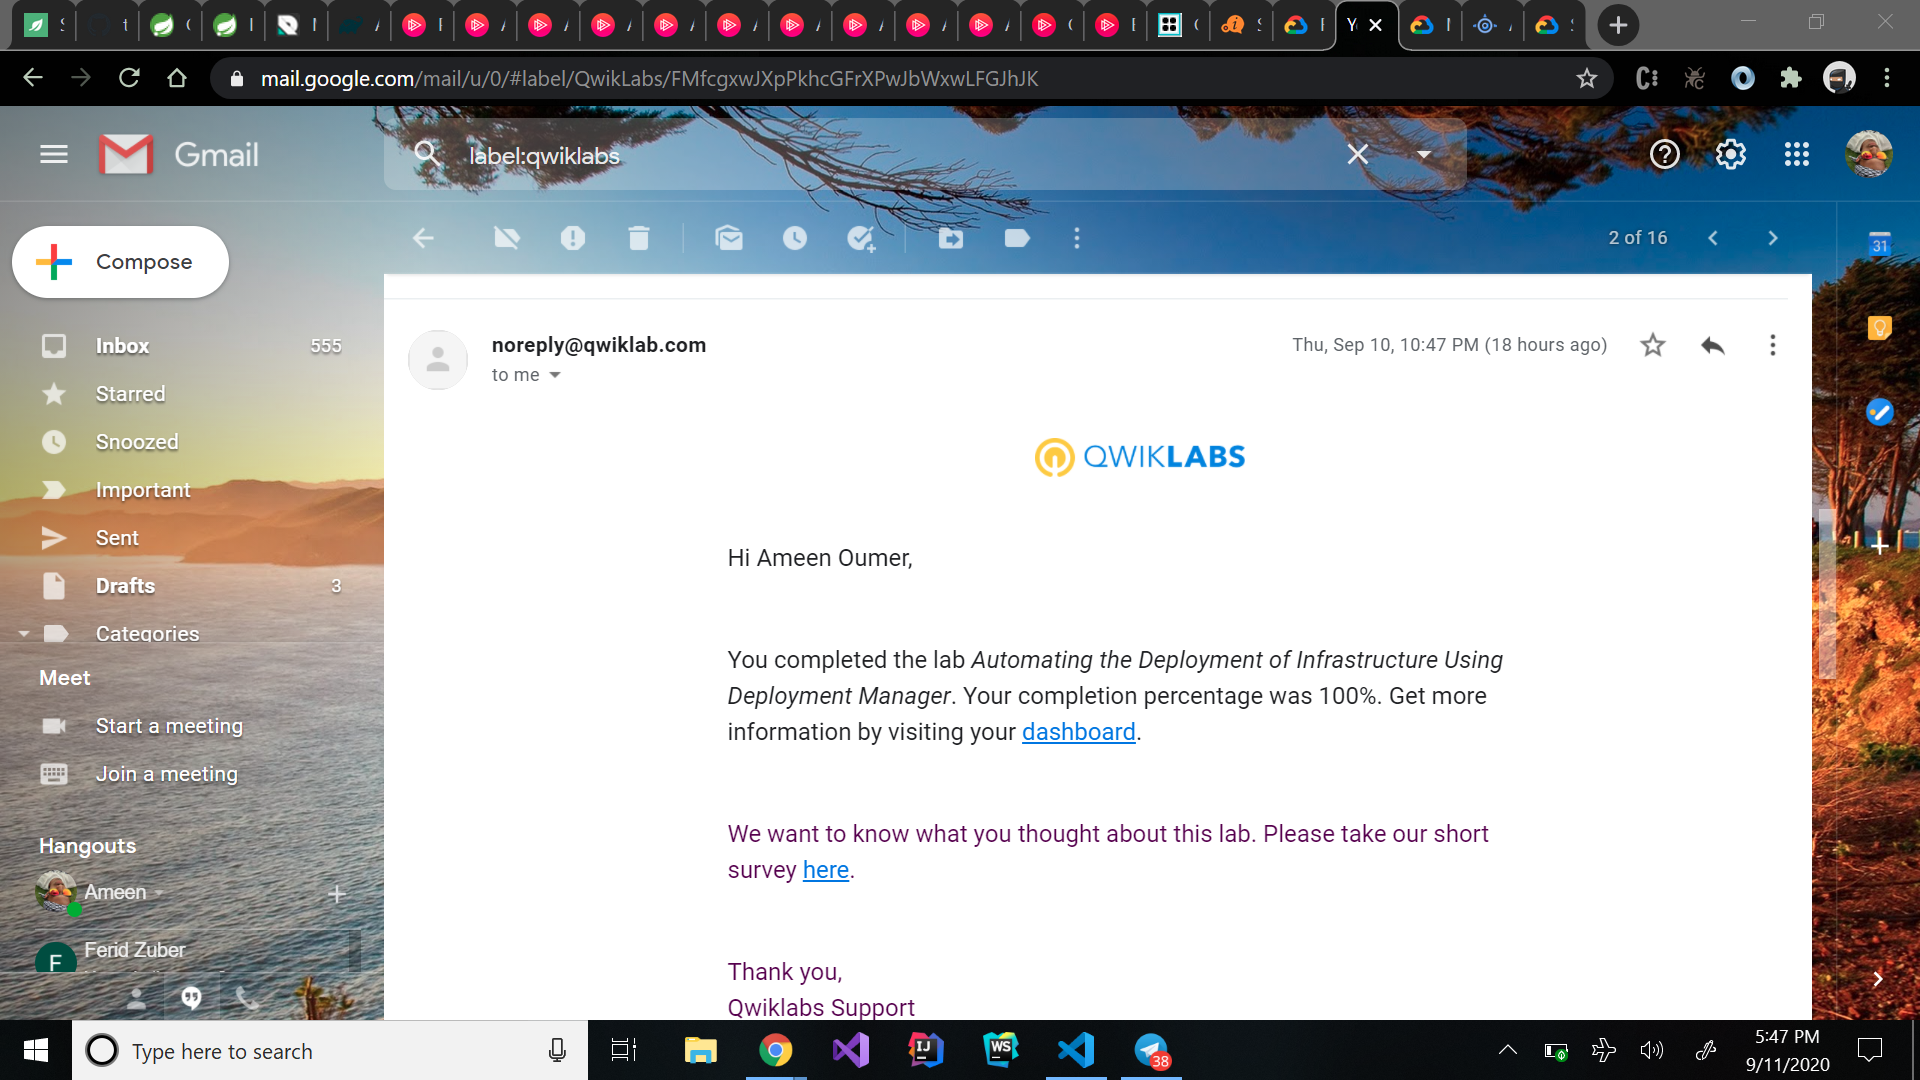 mail.google.com/mail/u/0/#label/QwikLabs/FMfcgxwJXpPkhcGFrXPwJbWxwLFGJhJK
Gmail
label:qwiklabs
Compose
2 of 16
31
Inbox 555
Starred
Snoozed
Important
Sent
Drafts 3
Categories
Meet
Start a meeting
Join a meeting
Hangouts
Ameen
F Ferid Zuber
noreply@qwiklab.com
Thu, Sep 10, 10:47 PM (18 hours ago)
to me
QWIKLABS
Hi Ameen Oumer,
You completed the lab Automating the Deployment of Infrastructure Using
Deployment Manager. Your completion percentage was 100%. Get more
information by visiting your dashboard.
We want to know what you thought about this lab. Please take our short
survey here.
Thank you,
Qwiklabs Support
Type here to search
IJ
WS
38
5:47 PM
9/11/2020